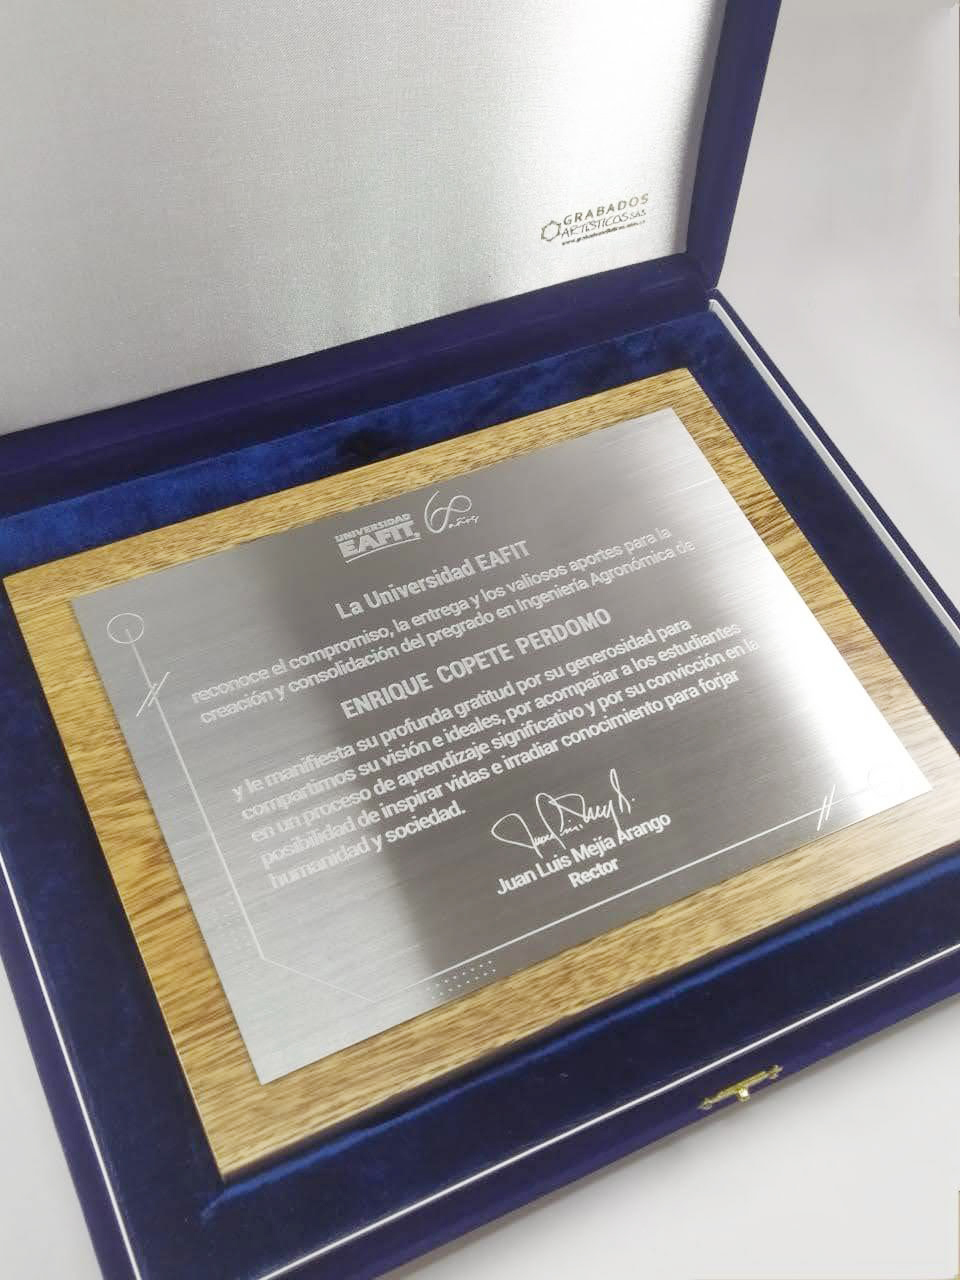 GRABADOS
ARTÍSTICOS SAS
UNIVERSIDAD
EAFIT
60
años
La Universidad EAFIT
reconoce el compromiso, la entrega y los valiosos aportes para la
creación y consolidación del pregrado en Ingeniería Agronómica de
ENRIQUE COPETE PERDOMO
y le manifiesta su profunda gratitud por su generosidad para
compartirnos su visión e ideales, por acompañar a los estudiantes
en un proceso de aprendizaje significativo y por su convicción en la
posibilidad de inspirar vidas e irradiar conocimiento para forjar
humanidad y sociedad.
Juan Luis Mejía Arango
Rector